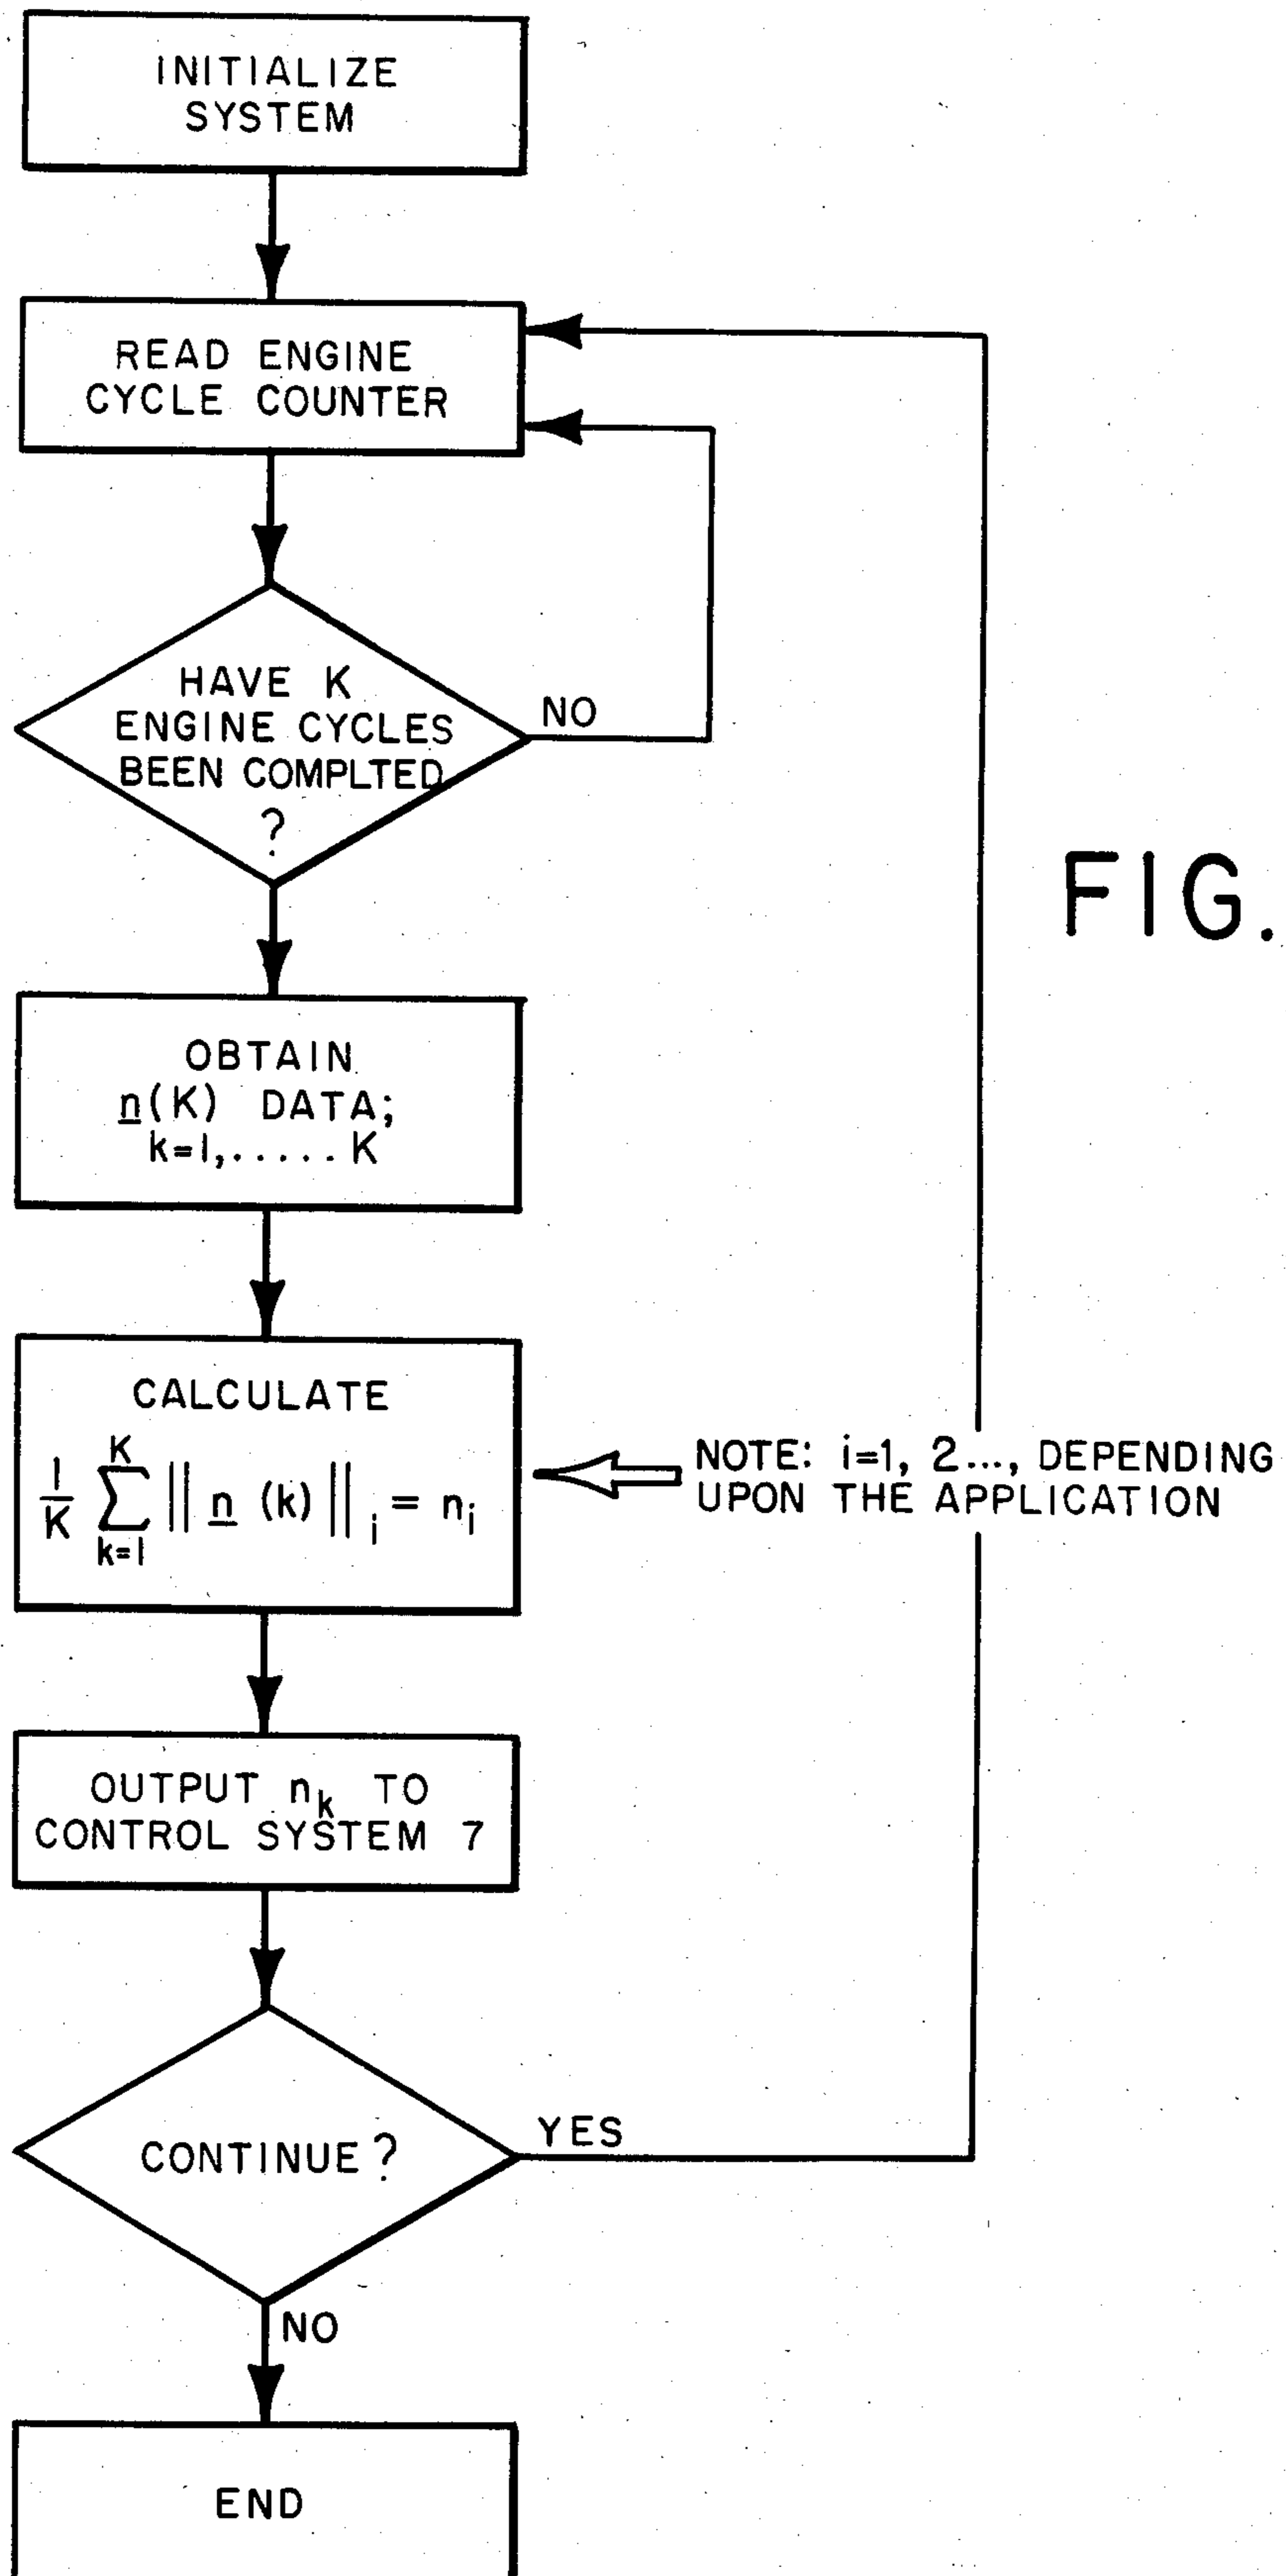 INITIALIZE
SYSTEM
READ ENGINE
CYCLE COUNTER
HAVE K
ENGINE CYCLES
BEEN COMPLTED
?
NO
FIG.
OBTAIN
n(K) DATA;
k=1,..... K
CALCULATE
1/K ∑_{k=1}^{K} ||n (k)||_i = n_i
NOTE: i=1, 2..., DEPENDING
UPON THE APPLICATION
OUTPUT n_k TO
CONTROL SYSTEM 7
CONTINUE?
YES
NO
END